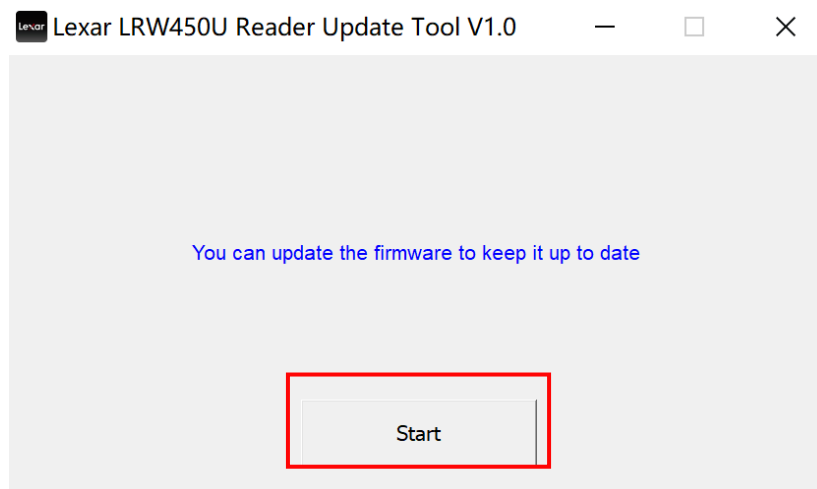 Lexar Lexar LRW450U Reader Update Tool V1.0
You can update the firmware to keep it up to date
Start